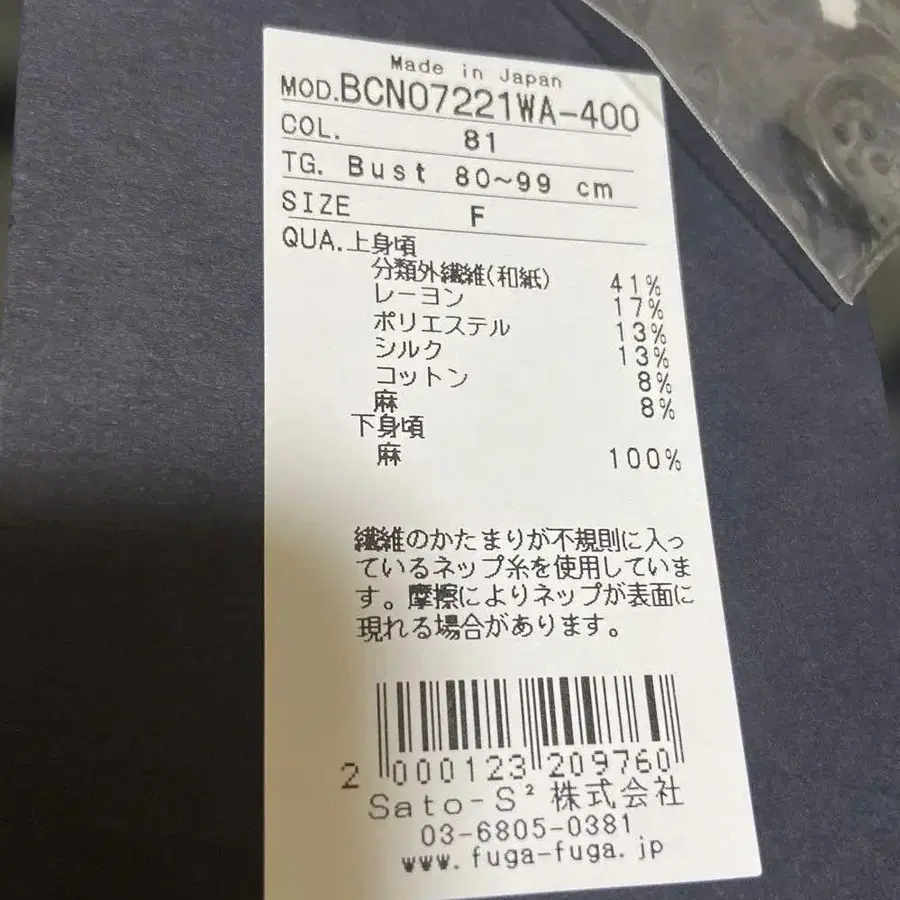 Made in Japan
MOD.BCN07221WA-400
COL. 81
TG. Bust 80~99 cm
SIZE F
QUA.上身頃
分類外繊維(和紙) 41%
レーヨン 17%
ポリエステル 13%
シルク 13%
コットン 8%
麻 8%
下身頃
麻 100%
繊維のかたまりが不規則に入っ
ているネップ糸を使用していま
す。摩擦によりネップが表面に
現れる場合があります。
2 000123 209760
Sato-S² 株式会社
03-6805-0381
www.fuga-fuga.jp